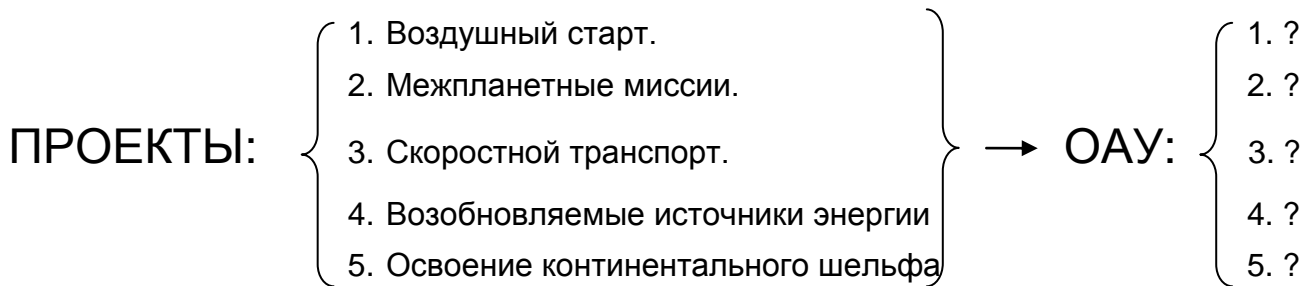 ПРОЕКТЫ:
1. Воздушный старт.
2. Межпланетные миссии.
3. Скоростной транспорт.
4. Возобновляемые источники энергии
5. Освоение континентального шельфа
→ ОАУ:
1. ?
2. ?
3. ?
4. ?
5. ?